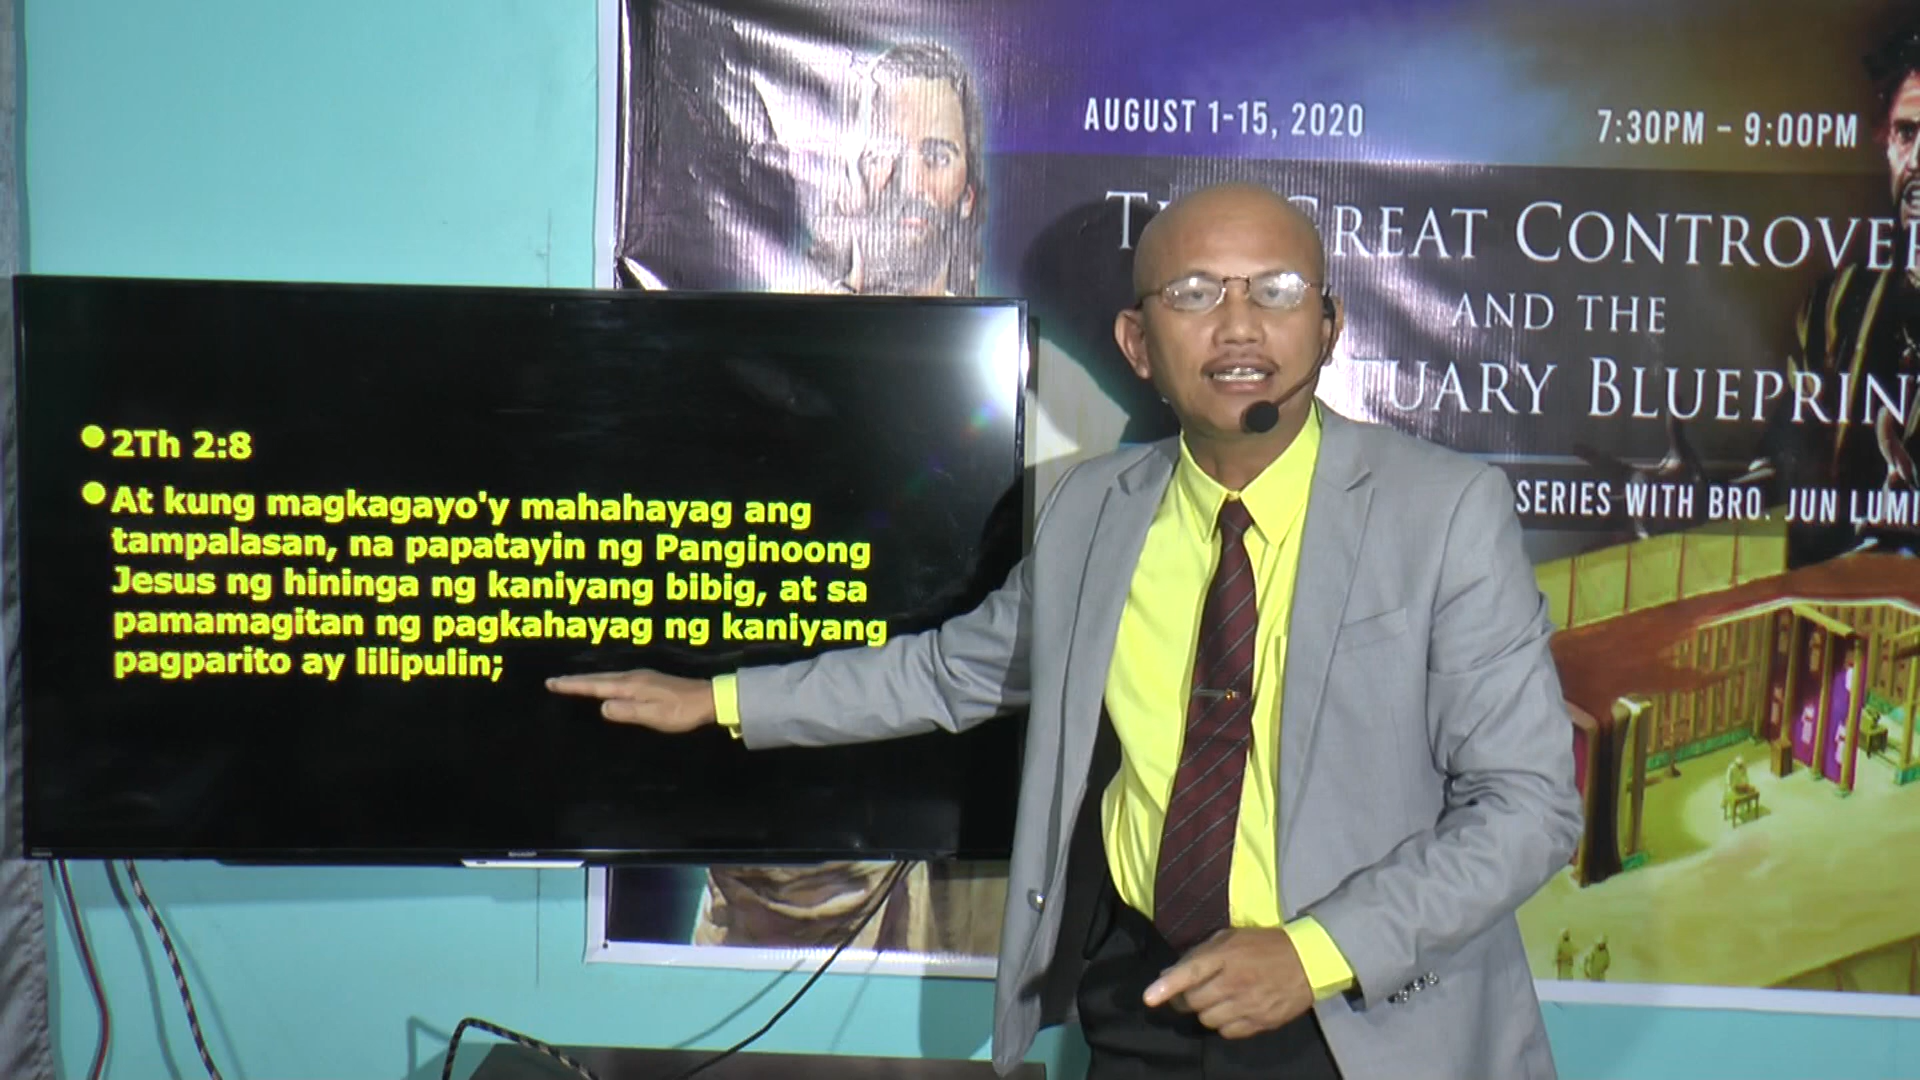 AUGUST 1-15, 2020
7:30PM - 9:00PM
GREAT
AND THE
SERIES WITH BRO. JUN
2Th 2:8
At kung magkagayo'y mahahayag ang
tampalasan, na papatayin ng Panginoong
Jesus ng hininga ng kaniyang bibig, at sa
pamamagitan ng pagkahayag ng kaniyang
pagparito ay lilipulin;
SHARP